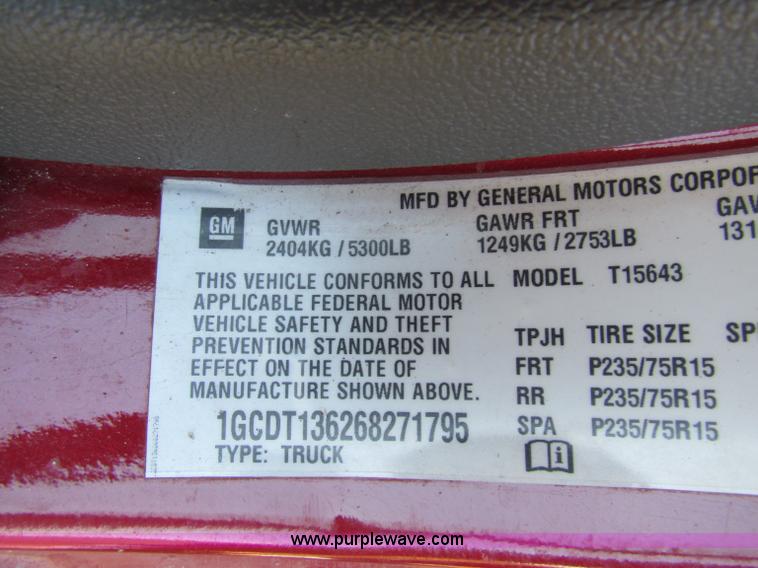 MFD BY GENERAL MOTORS CORPOR
GM
GVWR GAWR FRT GAV
2404KG / 5300LB 1249KG / 2753LB 131
THIS VEHICLE CONFORMS TO ALL MODEL T15643
APPLICABLE FEDERAL MOTOR
VEHICLE SAFETY AND THEFT
PREVENTION STANDARDS IN TPJH TIRE SIZE SP
EFFECT ON THE DATE OF FRT P235/75R15
MANUFACTURE SHOWN ABOVE. RR P235/75R15
1GCDT136268271795 SPA P235/75R15
TYPE: TRUCK
www.purplewave.com